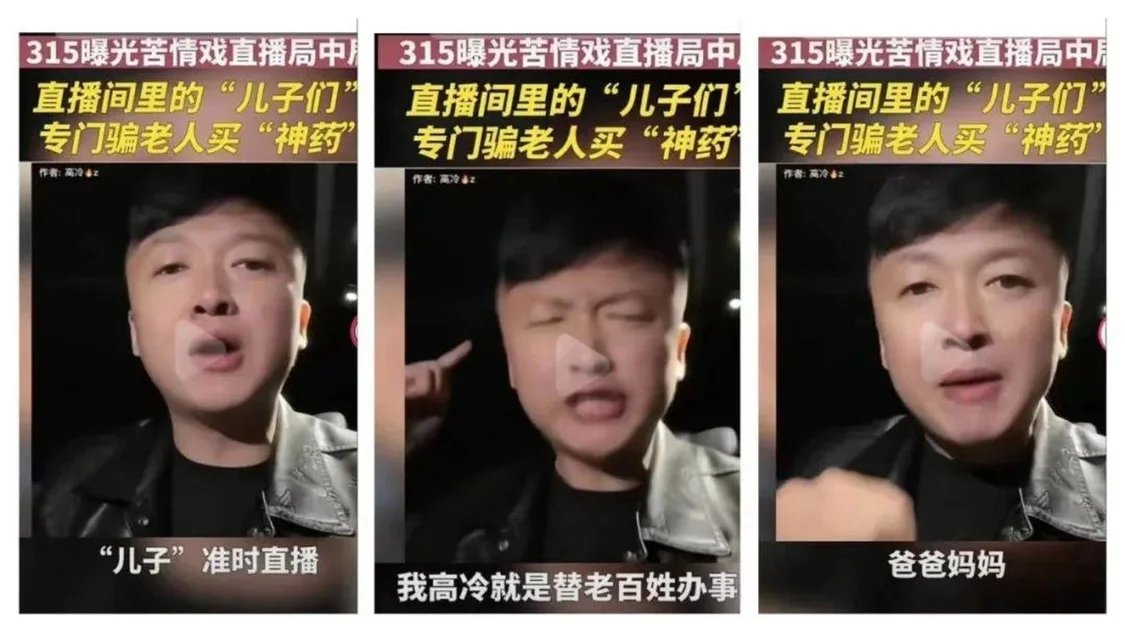 315曝光苦情戏直播局中局
直播间里的“儿子们”
专门骗老人买“神药”
作者: 高冷🔥z
“儿子” 准时直播
315曝光苦情戏直播局中
直播间里的“儿子们”
专门骗老人买“神药”
作者: 高冷🔥z
我高冷就是替老百姓办事
315曝光苦情戏直播局中局
直播间里的“儿子们”
专门骗老人买“神药”
作者: 高冷🔥z
爸爸妈妈